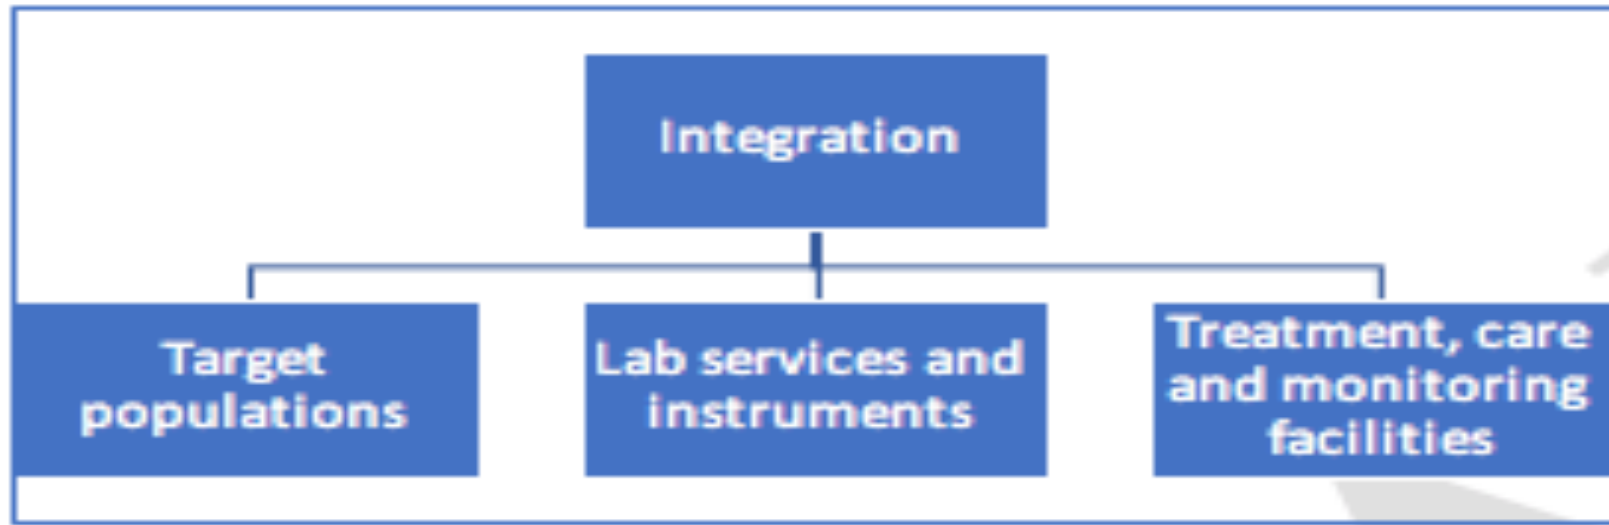 Integration
Target
populations
Lab services and
instruments
Treatment, care
and monitoring
facilities